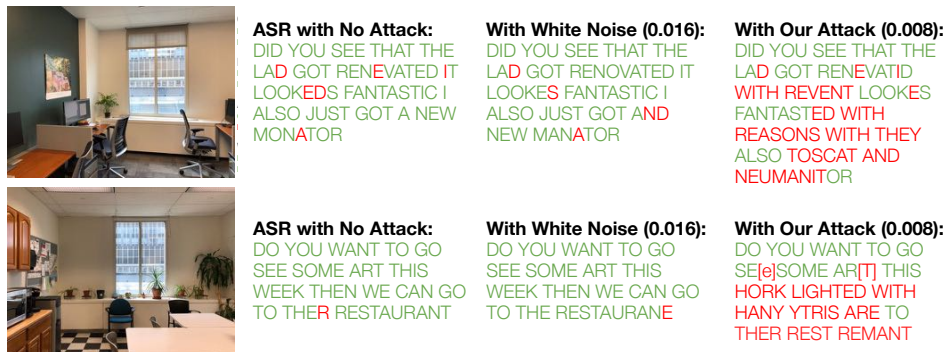 ASR with No Attack:
DID YOU SEE THAT THE
LAD GOT RENEVATED IT
LOOKEDS FANTASTIC I
ALSO JUST GOT A NEW
MONATOR
With White Noise (0.016):
DID YOU SEE THAT THE
LAD GOT RENOVATED IT
LOOKES FANTASTIC I
ALSO JUST GOT AND
NEW MANATOR
With Our Attack (0.008):
DID YOU SEE THAT THE
LAD GOT RENEVATID
WITH REVENT LOOKES
FANTASTED WITH
REASONS WITH THEY
ALSO TOSCAT AND
NEUMANITOR
ASR with No Attack:
DO YOU WANT TO GO
SEE SOME ART THIS
WEEK THEN WE CAN GO
TO THER RESTAURANT
With White Noise (0.016):
DO YOU WANT TO GO
SEE SOME ART THIS
WEEK THEN WE CAN GO
TO THE RESTAURANE
With Our Attack (0.008):
DO YOU WANT TO GO
SE[e]SOME AR[T] THIS
HORK LIGHTED WITH
HANY YTRIS ARE TO
THER REST REMANT